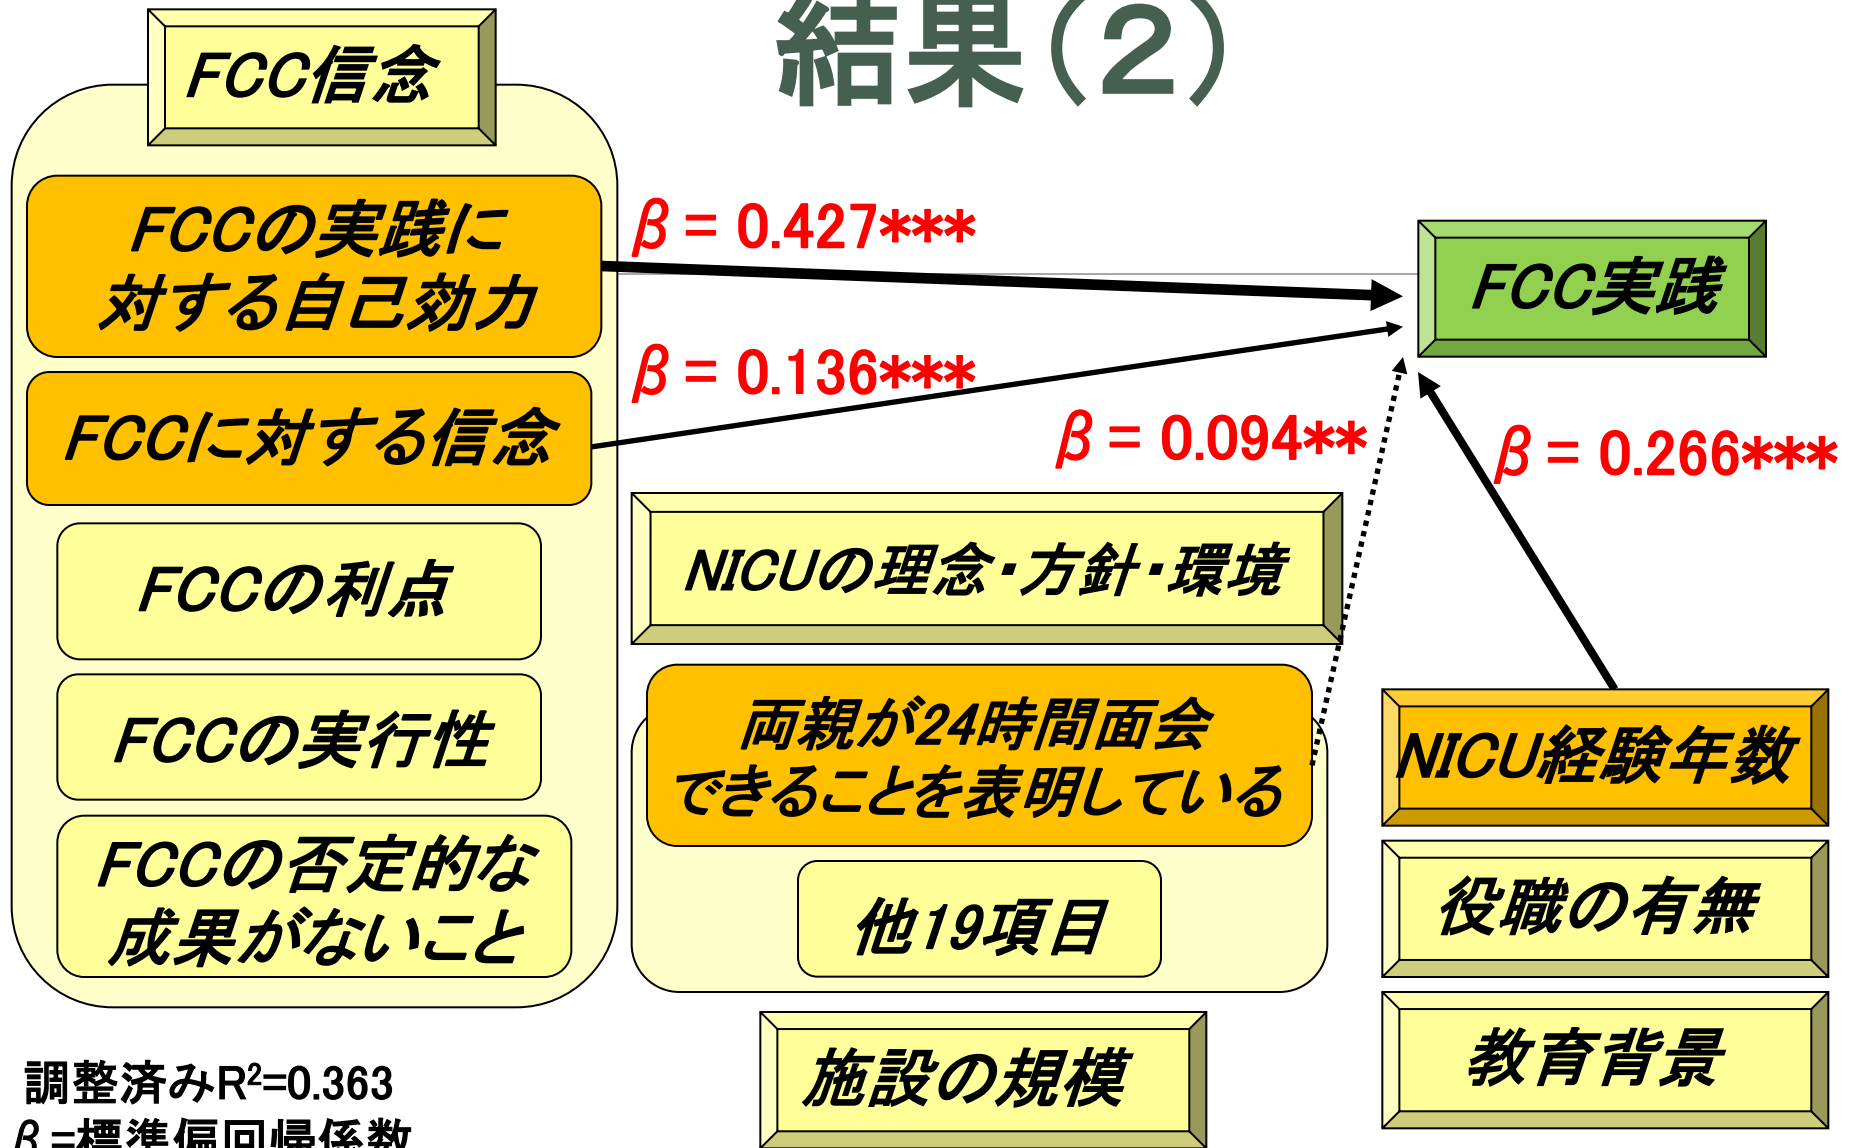 結果(2)
FCC信念
FCCの実践に
対する自己効力
FCCに対する信念
FCCの利点
FCCの実行性
FCCの否定的な
成果がないこと
β = 0.427***
β = 0.136***
β = 0.094**
β = 0.266***
FCC実践
NICUの理念・方針・環境
両親が24時間面会
できることを表明している
他19項目
施設の規模
NICU経験年数
役職の有無
教育背景
調整済みR²=0.363
β=標準偏回帰係数